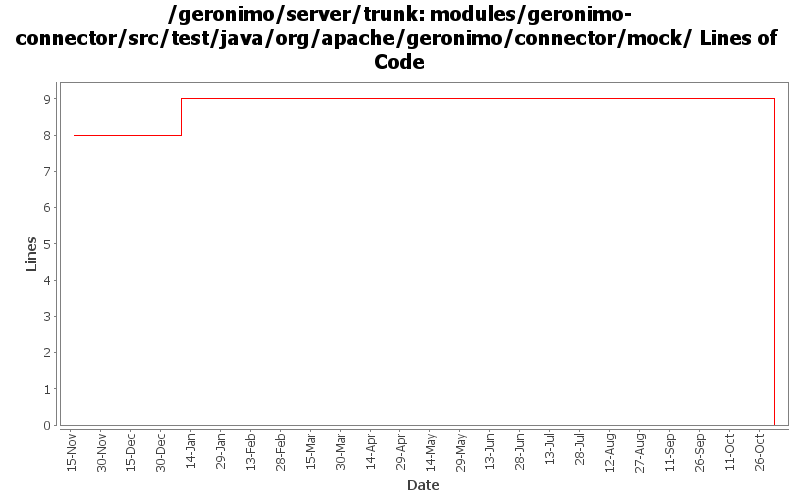 /geronimo/server/trunk: modules/geronimo-
connector/src/test/java/org/apache/geronimo/connector/mock/ Lines of
Code
Lines
9
8
7
6
5
4
3
2
1
0
15-Nov
30-Nov
15-Dec
30-Dec
14-Jan
29-Jan
13-Feb
28-Feb
15-Mar
30-Mar
14-Apr
29-Apr
14-May
29-May
13-Jun
28-Jun
13-Jul
28-Jul
12-Aug
27-Aug
11-Sep
26-Sep
11-Oct
26-Oct
Date